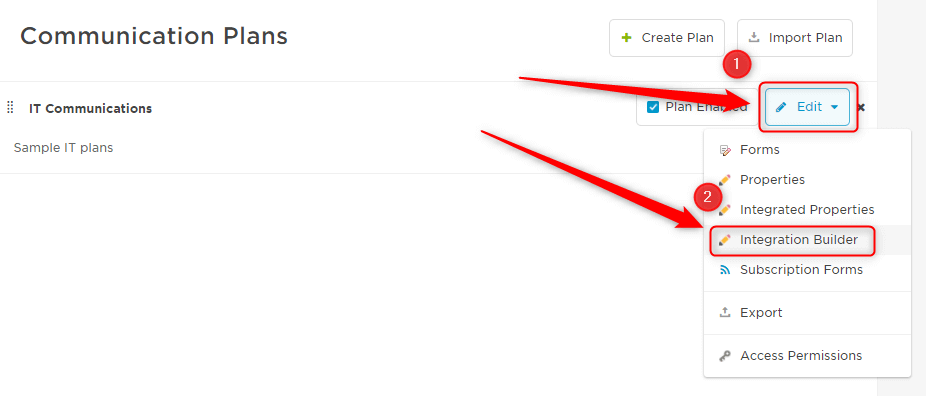 Communication Plans
Create Plan
Import Plan
1
IT Communications
Plan Enabled
Edit
Sample IT plans
Forms
Properties
2
Integrated Properties
Integration Builder
Subscription Forms
Export
Access Permissions